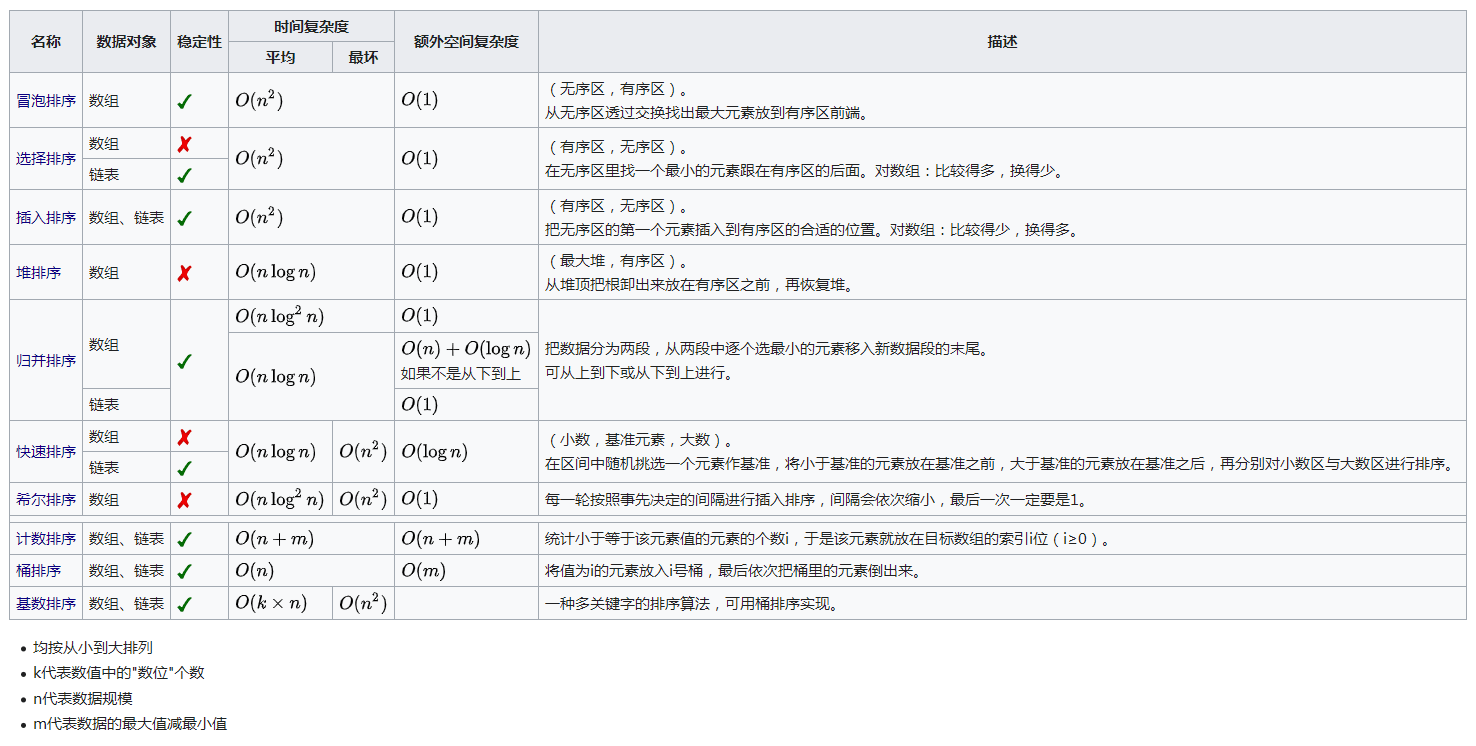 名称 数据对象 稳定性 时间复杂度 额外空间复杂度 描述
平均 最坏
冒泡排序 数组 ✔ O(n²) O(1) （无序区，有序区）。
从无序区透过交换找出最大元素放到有序区前端。
选择排序 数组 ✘ O(n²) O(1) （有序区，无序区）。
链表 ✔ 在无序区里找一个最小的元素跟在有序区的后面。对数组：比较得多，换得少。
插入排序 数组、链表 ✔ O(n²) O(1) （有序区，无序区）。
把无序区的第一个元素插入到有序区的合适的位置。对数组：比较得少，换得多。
堆排序 数组 ✘ O(n log n) O(1) （最大堆，有序区）。
从堆顶把根卸出来放在有序区之前，再恢复堆。
归并排序 数组 ✔ O(n log² n) O(1) 把数据分为两段，从两段中逐个选最小的元素移入新数据段的末尾。
可从上到下或从下到上进行。
O(n log n) O(n) + O(log n)
如果不是从下到上
链表 O(1)
快速排序 数组 ✘ O(n log n) O(n²) O(log n) （小数，基准元素，大数）。
链表 ✔ 在区间中随机挑选一个元素作基准，将小于基准的元素放在基准之前，大于基准的元素放在基准之后，再分别对小数区与大数区进行排序。
希尔排序 数组 ✘ O(n log² n) O(n²) O(1) 每一轮按照事先决定的间隔进行插入排序，间隔会依次缩小，最后一次一定要是1。
计数排序 数组、链表 ✔ O(n + m) O(n + m) 统计小于等于该元素值的元素的个数i，于是该元素就放在目标数组的索引i位（i≥0）。
桶排序 数组、链表 ✔ O(n) O(m) 将值为i的元素放入i号桶，最后依次把桶里的元素倒出来。
基数排序 数组、链表 ✔ O(k × n) O(n²) 一种多关键字的排序算法，可用桶排序实现。
• 均按从小到大排列
• k代表数值中的"数位"个数
• n代表数据规模
• m代表数据的最大值减最小值